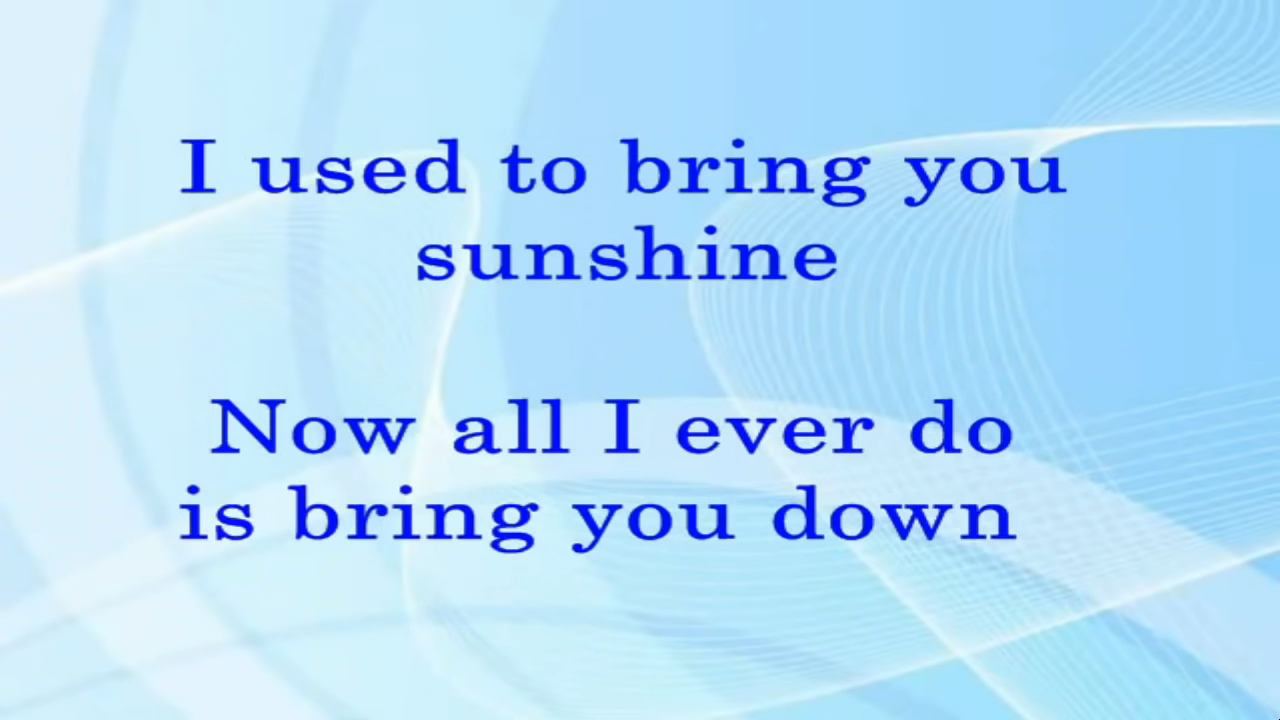 I used to bring you
sunshine
Now all I ever do
is bring you down